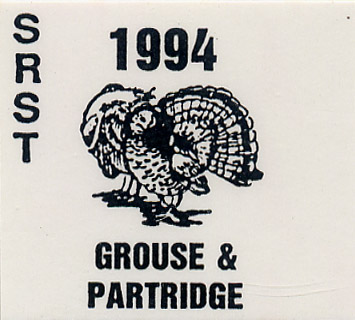 SRST
1994
GROUSE &
PARTRIDGE